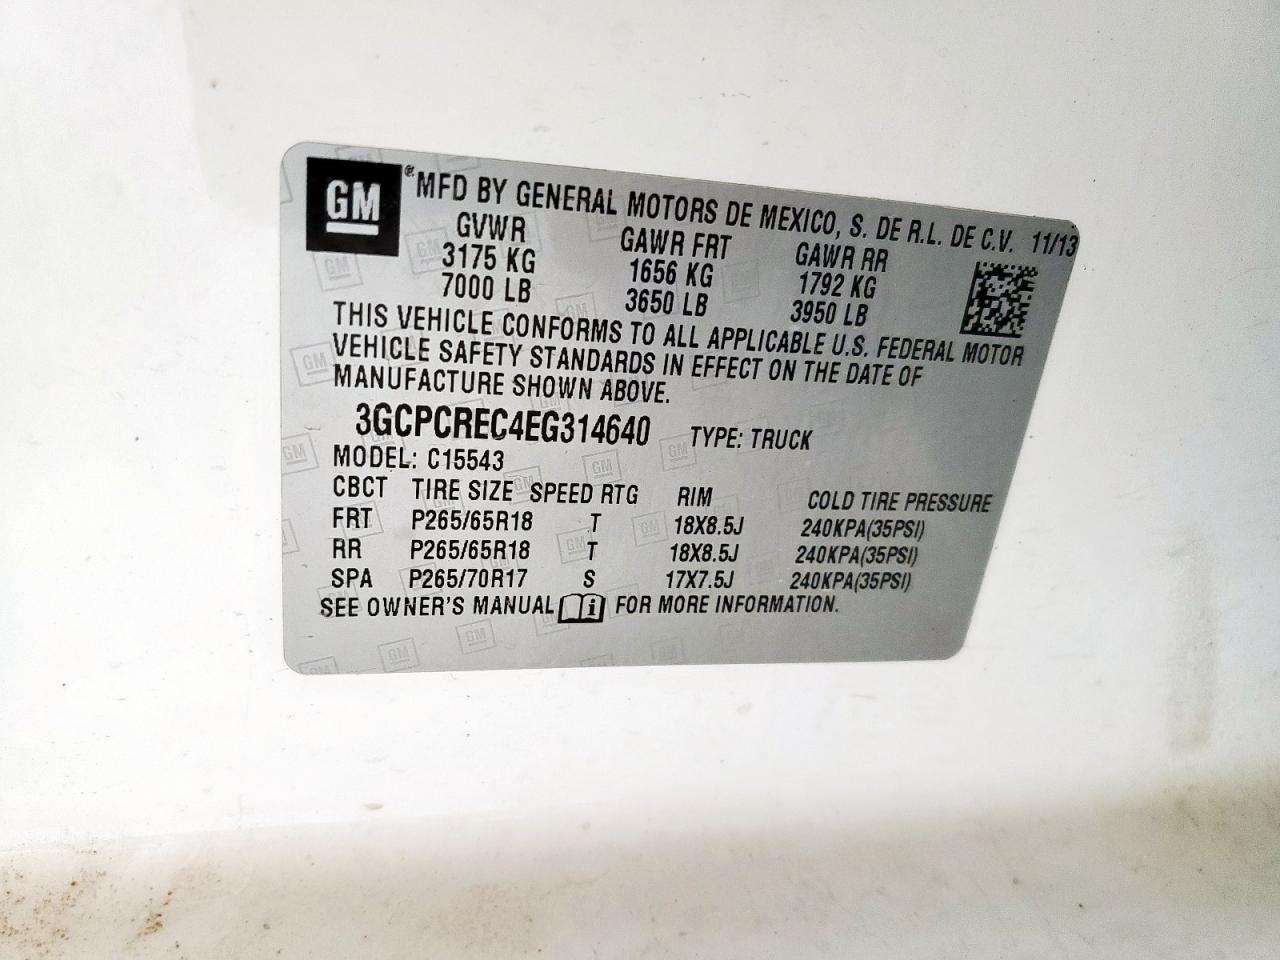 GM ® MFD BY GENERAL MOTORS DE MEXICO, S. DE R.L. DE C.V. 11/13
GVWR GAWR FRT GAWR RR
3175 KG 1656 KG 1792 KG
7000 LB 3650 LB 3950 LB
THIS VEHICLE CONFORMS TO ALL APPLICABLE U.S. FEDERAL MOTOR
VEHICLE SAFETY STANDARDS IN EFFECT ON THE DATE OF
MANUFACTURE SHOWN ABOVE.
3GCPCREC4EG314640 TYPE: TRUCK
MODEL: C15543
CBCT TIRE SIZE SPEED RTG RIM COLD TIRE PRESSURE
FRT P265/65R18 T 18X8.5J 240KPA(35PSI)
RR P265/65R18 T 18X8.5J 240KPA(35PSI)
SPA P265/70R17 S 17X7.5J 240KPA(35PSI)
SEE OWNER'S MANUAL i FOR MORE INFORMATION.